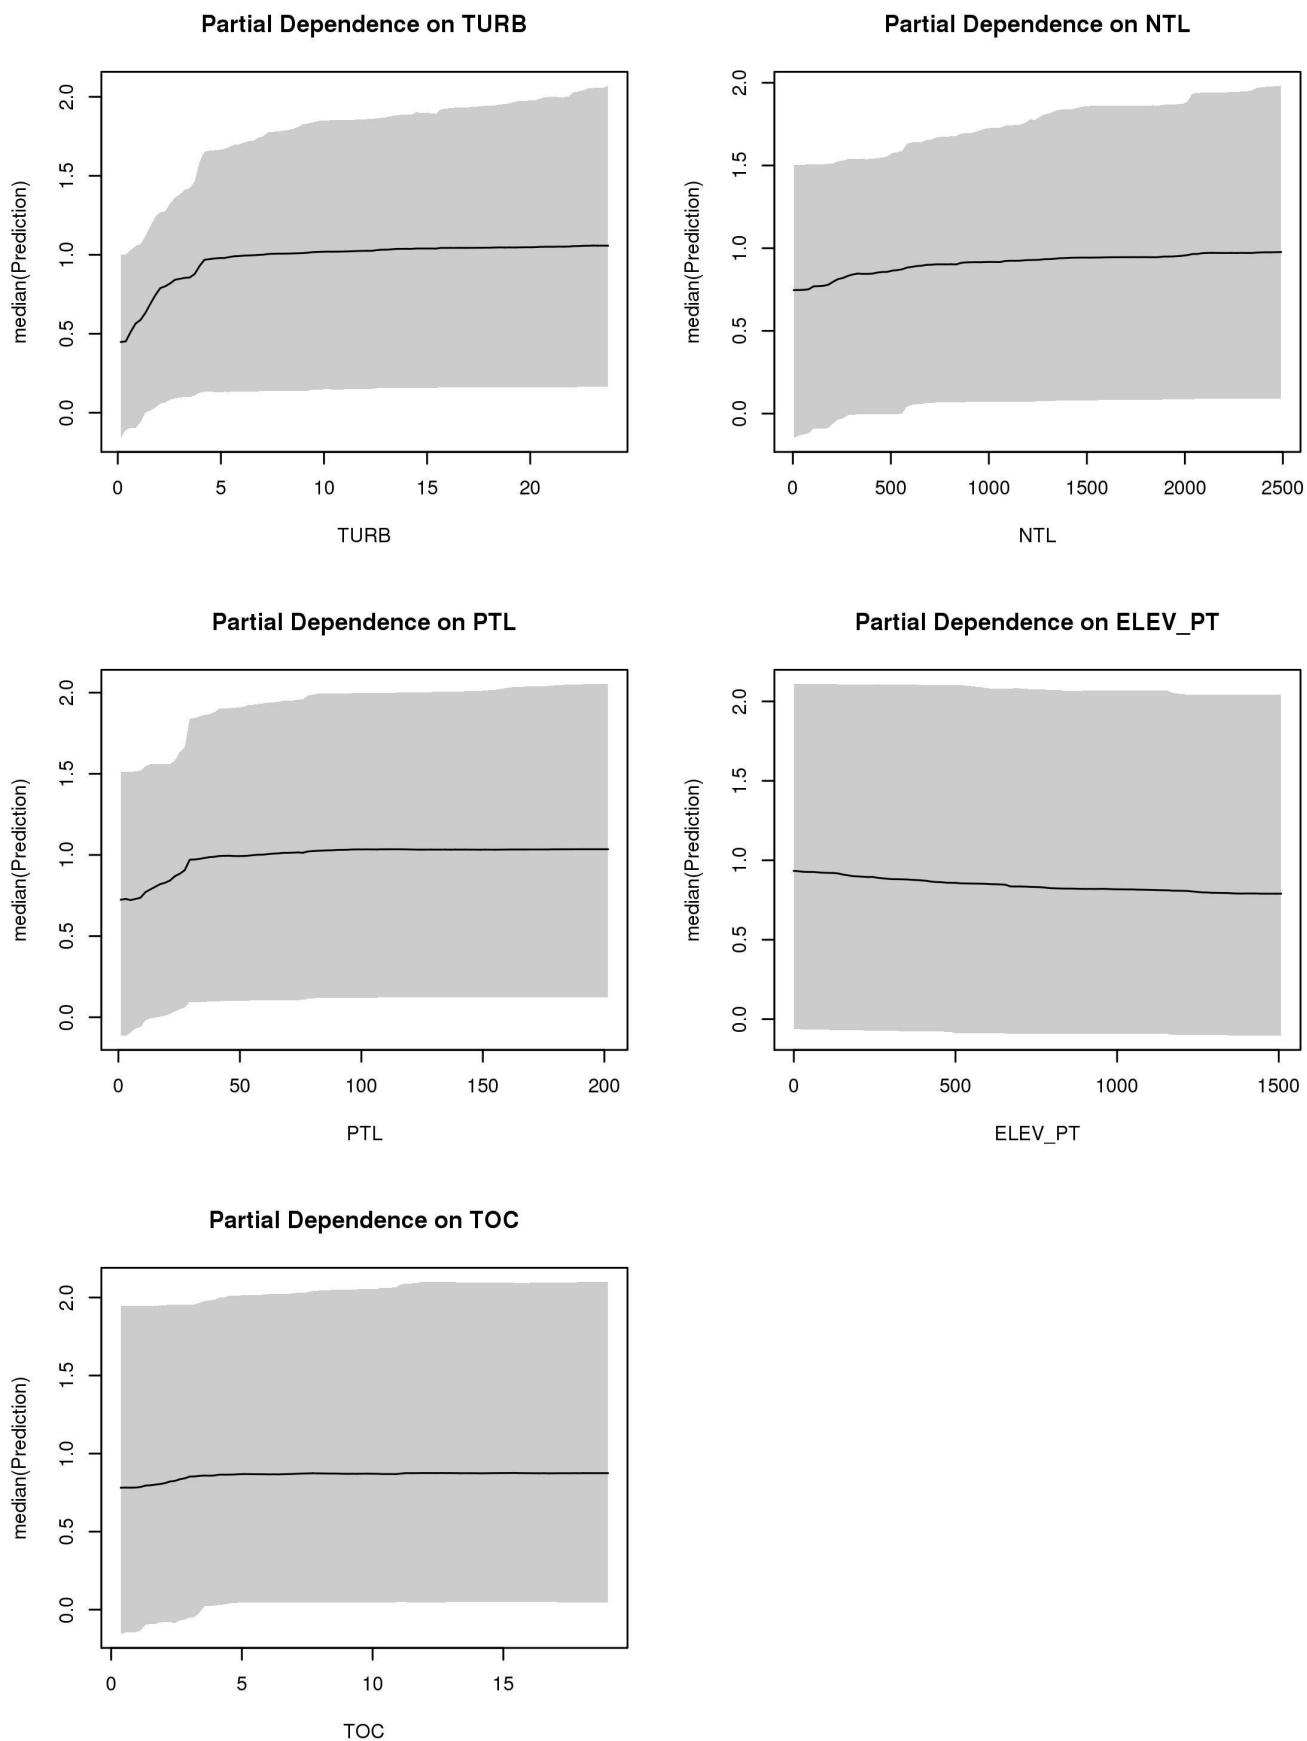 Partial Dependence on TURB
median(Prediction)
0.0 0.5 1.0 1.5 2.0
0 5 10 15 20
TURB
Partial Dependence on NTL
median(Prediction)
0.0 0.5 1.0 1.5 2.0
0 500 1000 1500 2000 2500
NTL
Partial Dependence on PTL
median(Prediction)
0.0 0.5 1.0 1.5 2.0
0 50 100 150 200
PTL
Partial Dependence on ELEV_PT
median(Prediction)
0.0 0.5 1.0 1.5 2.0
0 500 1000 1500
ELEV_PT
Partial Dependence on TOC
median(Prediction)
0.0 0.5 1.0 1.5 2.0
0 5 10 15
TOC